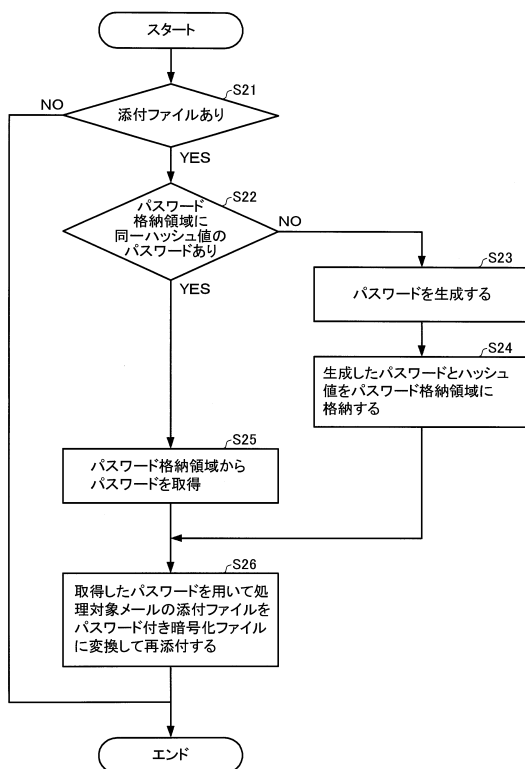 スタート
S21
NO
添付ファイルあり
YES
S22
パスワード
格納領域に
同一ハッシュ値の
パスワードあり
NO
YES
S23
パスワードを生成する
S24
生成したパスワードとハッシュ
値をパスワード格納領域に
格納する
S25
パスワード格納領域から
パスワードを取得
S26
取得したパスワードを用いて処
理対象メールの添付ファイルを
パスワード付き暗号化ファイル
に変換して再添付する
エンド